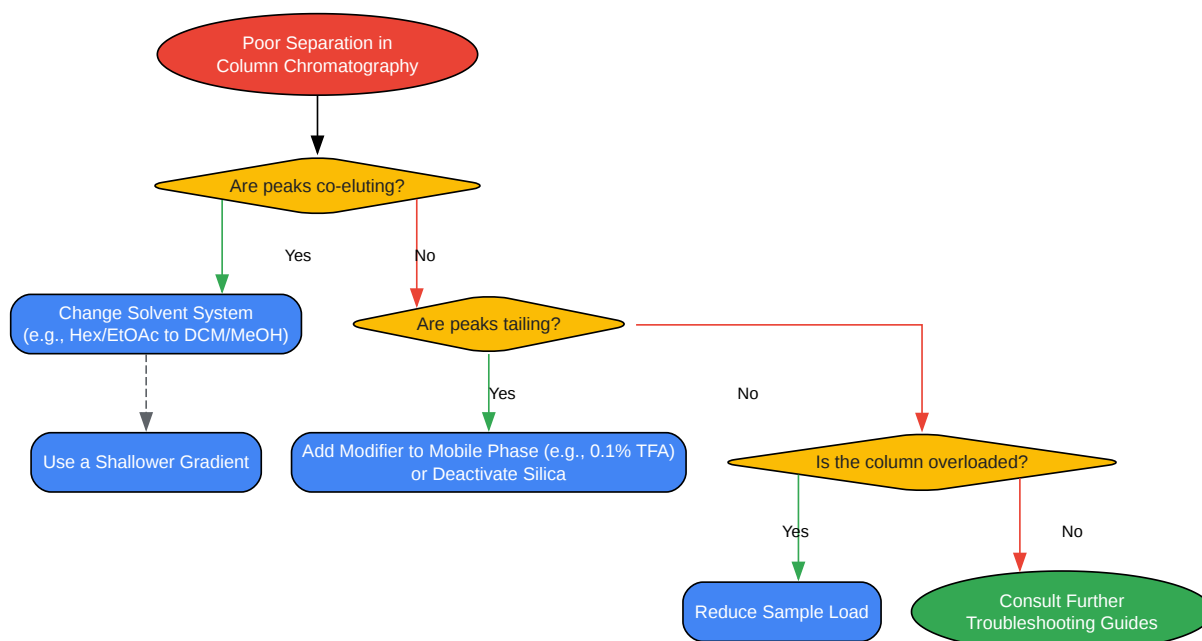 Poor Separation in
Column Chromatography
Are peaks co-eluting?
Yes
No
Change Solvent System
(e.g., Hex/EtOAc to DCM/MeOH)
Are peaks tailing?
Yes
No
Use a Shallower Gradient
Add Modifier to Mobile Phase (e.g., 0.1% TFA)
or Deactivate Silica
Is the column overloaded?
Yes
No
Reduce Sample Load
Consult Further
Troubleshooting Guides